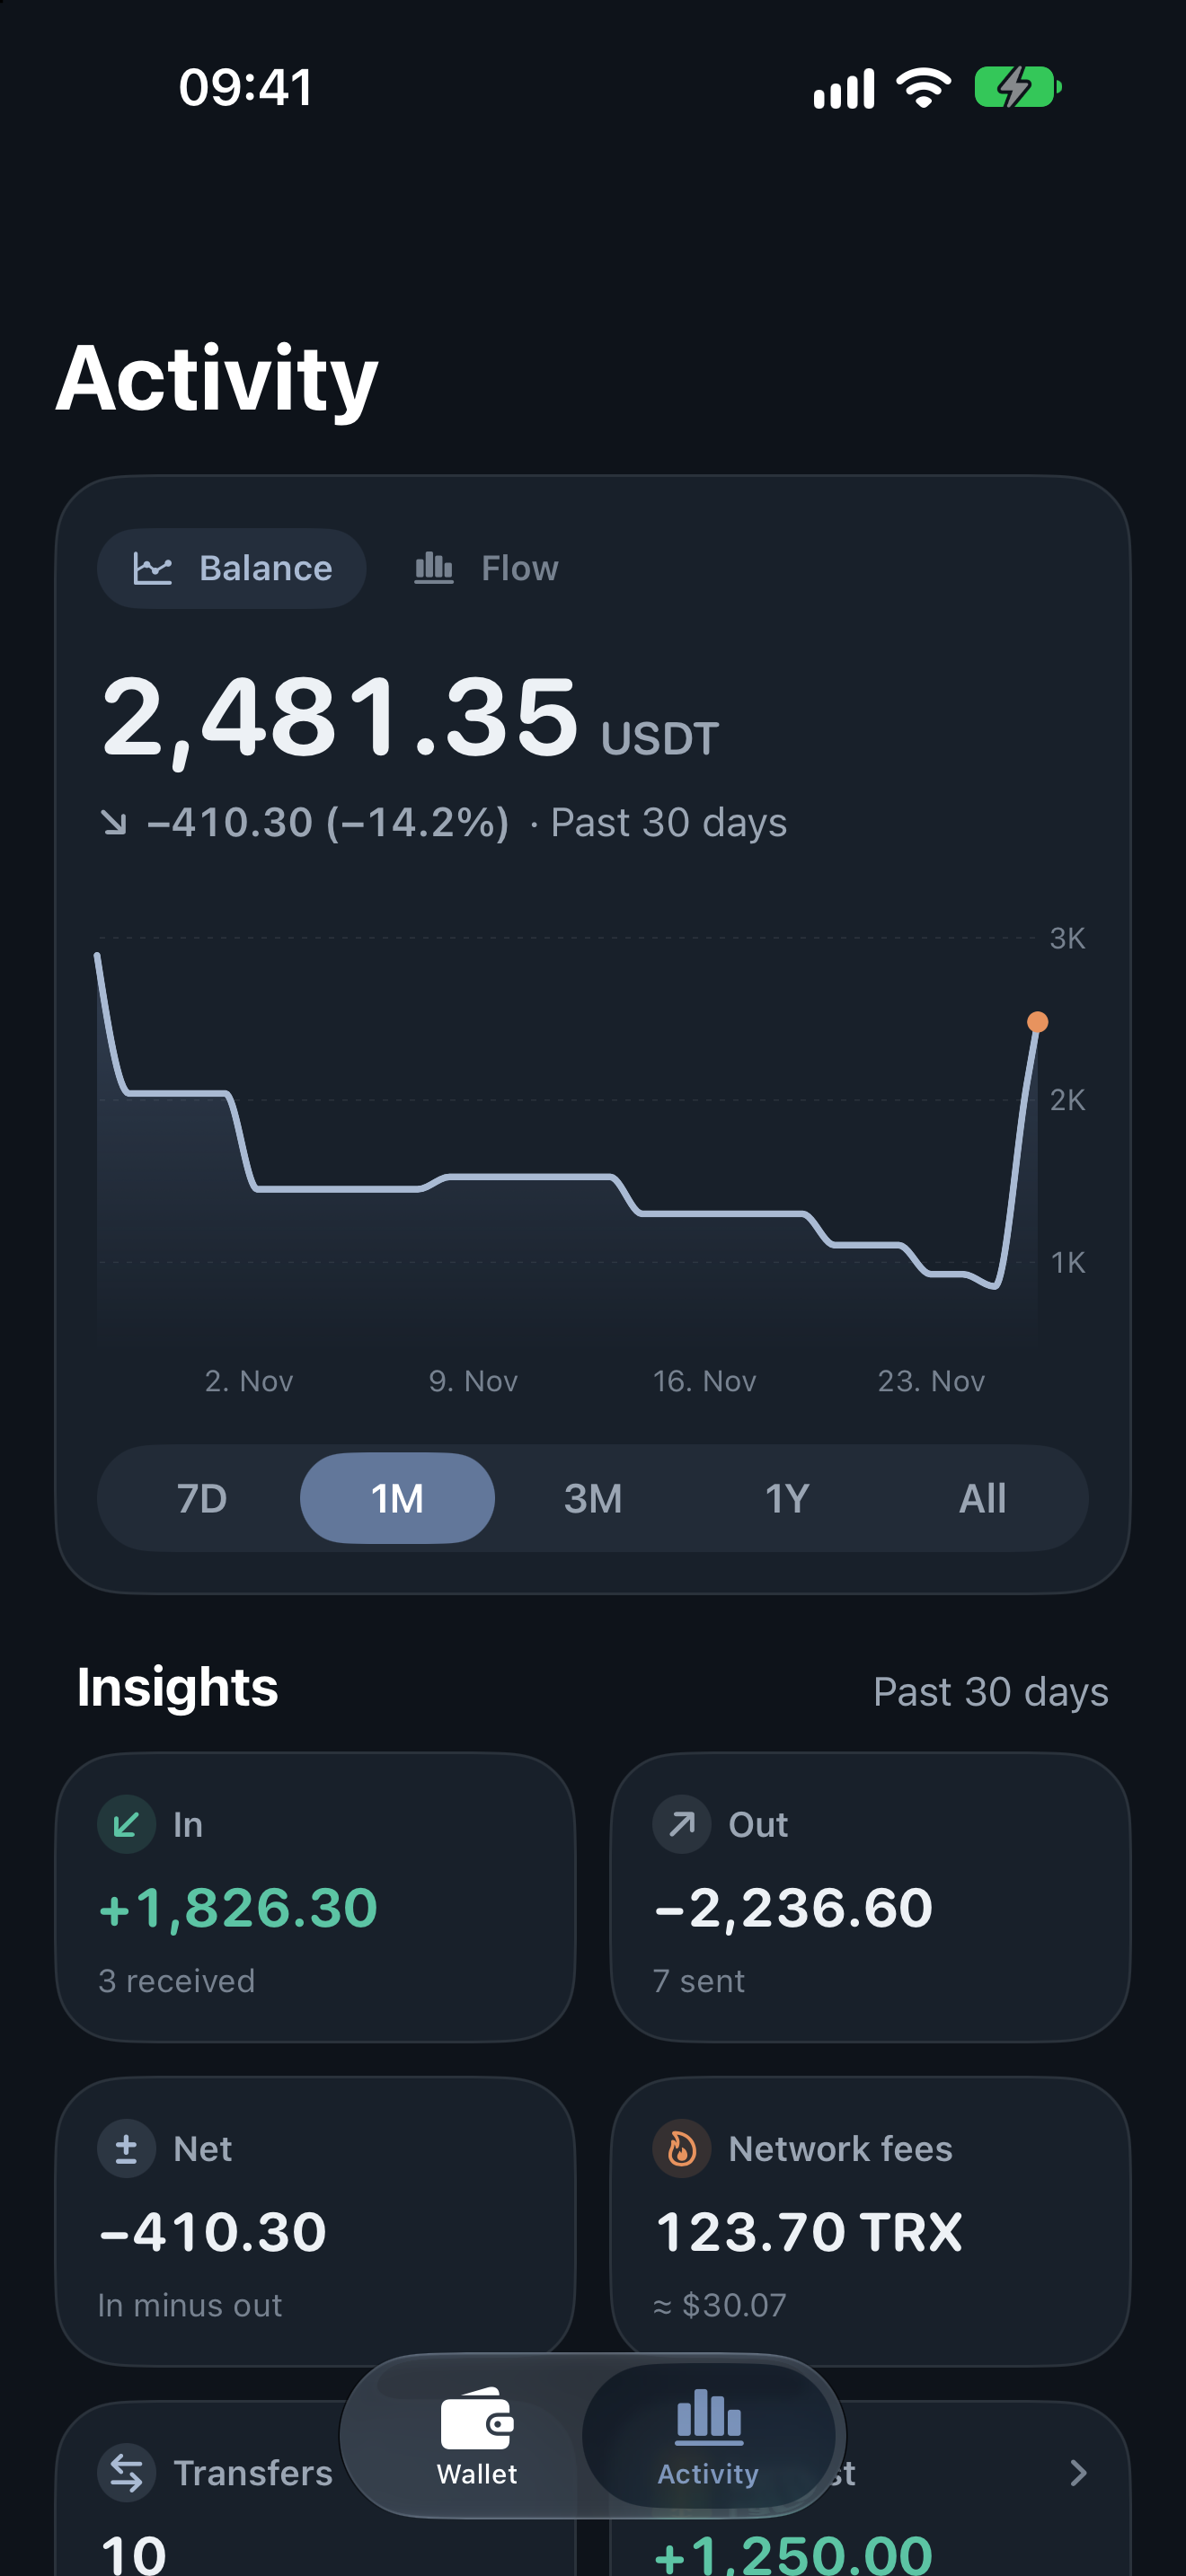 09:41
Activity
Balance
Flow
2,481.35 USDT
−410.30 (−14.2%) · Past 30 days
3K
2K
1K
2. Nov
9. Nov
16. Nov
23. Nov
7D
1M
3M
1Y
All
Insights
Past 30 days
In
+1,826.30
3 received
Out
−2,236.60
7 sent
Net
−410.30
In minus out
Network fees
123.70 TRX
≈ $30.07
Transfers
10
+1,250.00
Wallet
Activity